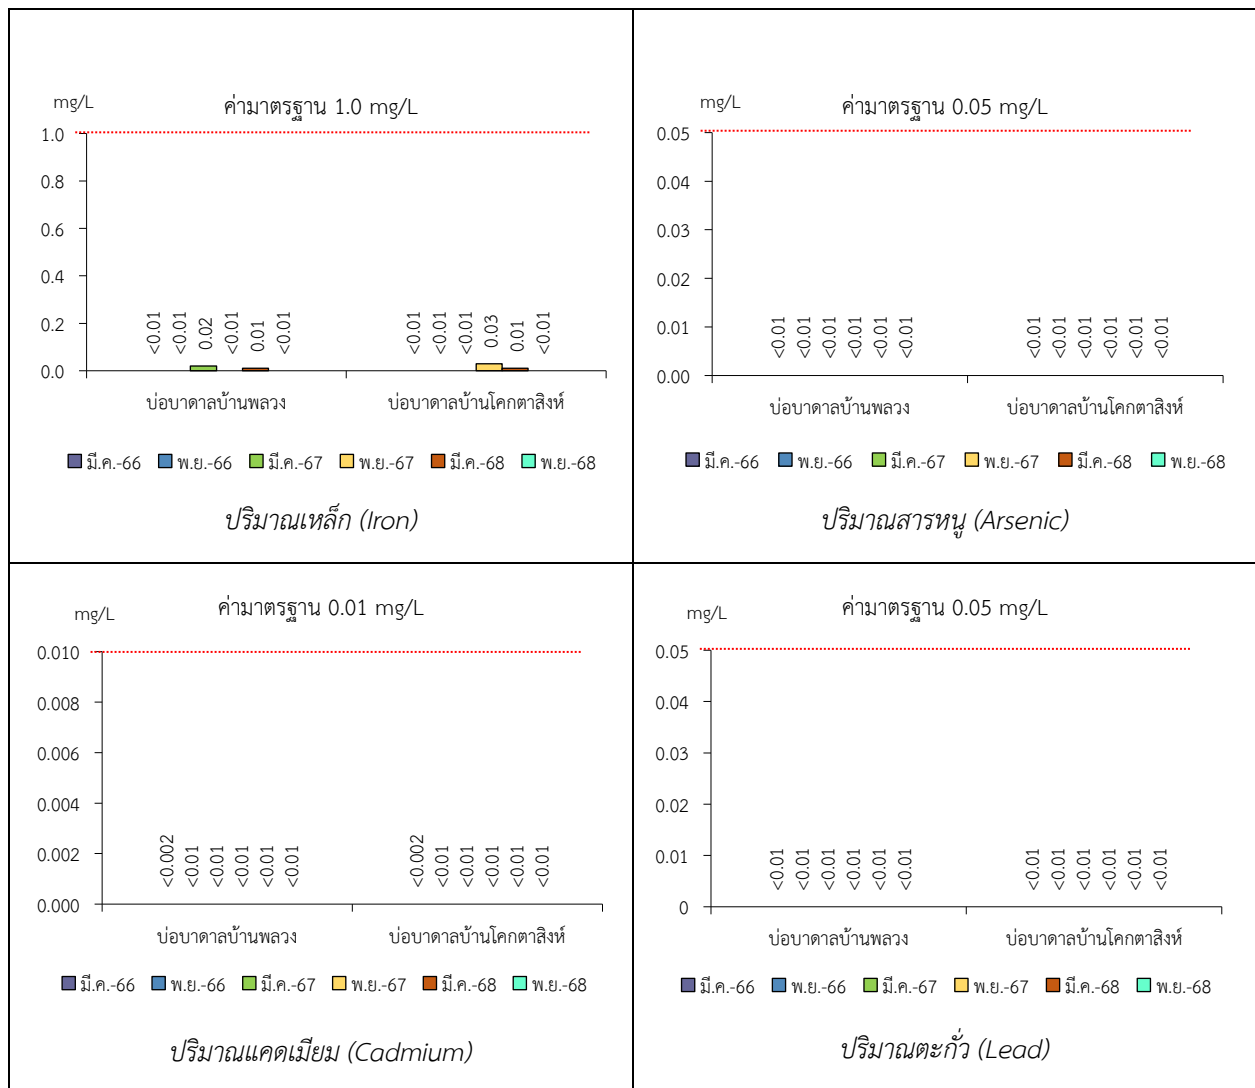 ค่ามาตรฐาน 1.0 mg/L
mg/L
1.0
0.8
0.6
0.4
0.2
0.0
<0.01 <0.01 0.02 <0.01 0.01 <0.01
<0.01 <0.01 <0.01 0.03 0.01 <0.01
บ่อบาดาลบ้านพลวง บ่อบาดาลบ้านโคกตาสิงห์
มี.ค.-66 พ.ย.-66 มี.ค.-67 พ.ย.-67 มี.ค.-68 พ.ย.-68
ปริมาณเหล็ก (Iron)
ค่ามาตรฐาน 0.05 mg/L
mg/L
0.05
0.04
0.03
0.02
0.01
0.00
<0.01 <0.01 <0.01 <0.01 <0.01 <0.01
<0.01 <0.01 <0.01 <0.01 <0.01 <0.01
บ่อบาดาลบ้านพลวง บ่อบาดาลบ้านโคกตาสิงห์
มี.ค.-66 พ.ย.-66 มี.ค.-67 พ.ย.-67 มี.ค.-68 พ.ย.-68
ปริมาณสารหนู (Arsenic)
ค่ามาตรฐาน 0.01 mg/L
mg/L
0.010
0.008
0.006
0.004
0.002
0.000
<0.002 <0.01 <0.01 <0.01 <0.01 <0.01
<0.002 <0.01 <0.01 <0.01 <0.01 <0.01
บ่อบาดาลบ้านพลวง บ่อบาดาลบ้านโคกตาสิงห์
มี.ค.-66 พ.ย.-66 มี.ค.-67 พ.ย.-67 มี.ค.-68 พ.ย.-68
ปริมาณแคดเมียม (Cadmium)
ค่ามาตรฐาน 0.05 mg/L
mg/L
0.05
0.04
0.03
0.02
0.01
0
<0.01 <0.01 <0.01 <0.01 <0.01 <0.01
<0.01 <0.01 <0.01 <0.01 <0.01 <0.01
บ่อบาดาลบ้านพลวง บ่อบาดาลบ้านโคกตาสิงห์
มี.ค.-66 พ.ย.-66 มี.ค.-67 พ.ย.-67 มี.ค.-68 พ.ย.-68
ปริมาณตะกั่ว (Lead)